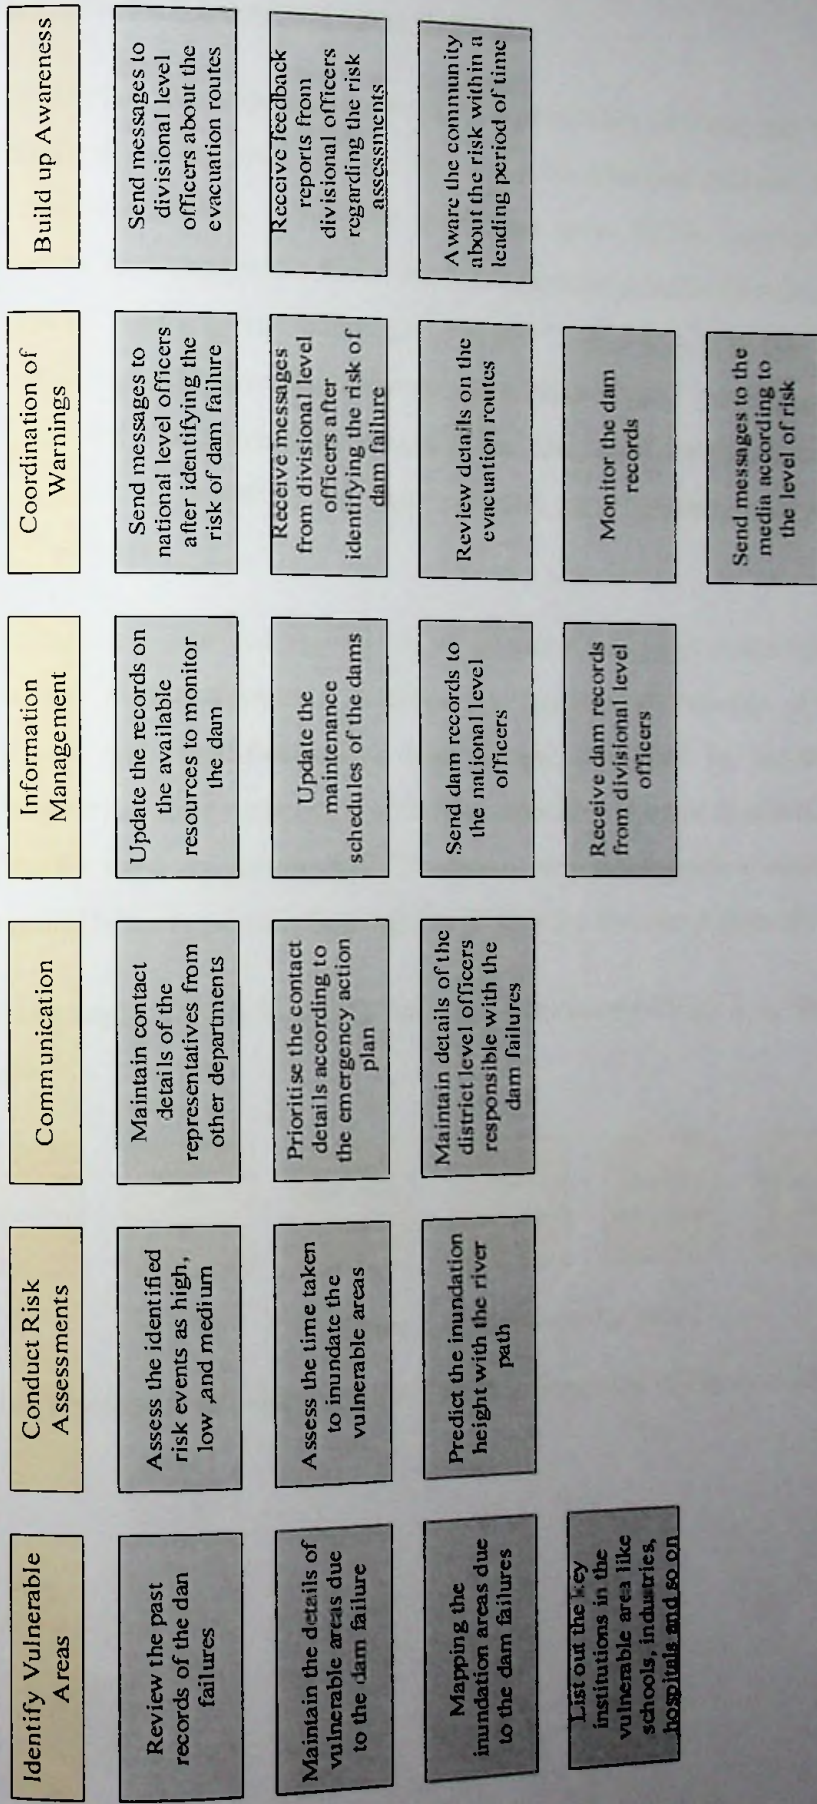 Identify Vulnerable
Areas
Review the past
records of the dan
failures
Maintain the details of
vulnerable areas due
to the dam failure
Mapping the
inundation areas due
to the dam failures
List out the key
institutions in the
vulnerable area like
schools, industries,
hospitals and so on
Conduct Risk
Assessments
Assess the identified
risk events as high,
low ,and medium
Assess the time taken
to inundate the
vulnerable areas
Predict the inundation
height with the river
path
Communication
Maintain contact
details of the
representatives from
other departments
Prioritise the contact
details according to
the emergency action
plan
Maintain details of the
district level officers
responsible with the
dam failures
Information
Management
Update the records on
the available
resources to monitor
the dam
Update the
maintenance
schedules of the dams
Send dam records to
the national level
officers
Receive dam records
from divisional level
officers
Coordination of
Warnings
Send messages to
national level officers
after identifying the
risk of dam failure
Receive messages
from divisional level
officers after
identifying the risk of
dam failure
Review details on the
evacuation routes
Monitor the dam
records
Send messages to the
media according to
the level of risk
Build up Awareness
Send messages to
divisional level
officers about the
evacuation routes
Receive feedback
reports from
divisional officers
regarding the risk
assessments
Aware the community
about the risk within a
leading period of time